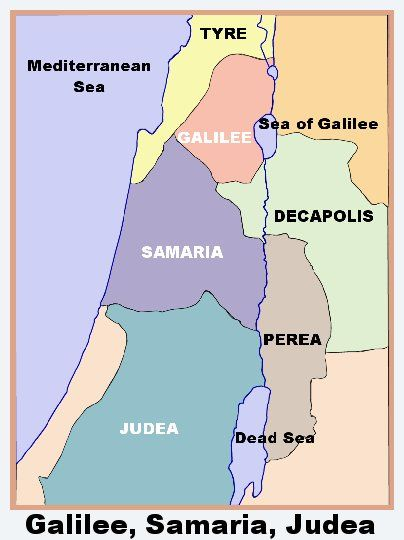 TYRE
Mediterranean
Sea
Sea of Galilee
GALILEE
DECAPOLIS
SAMARIA
PEREA
JUDEA
Dead Sea
Galilee, Samaria, Judea